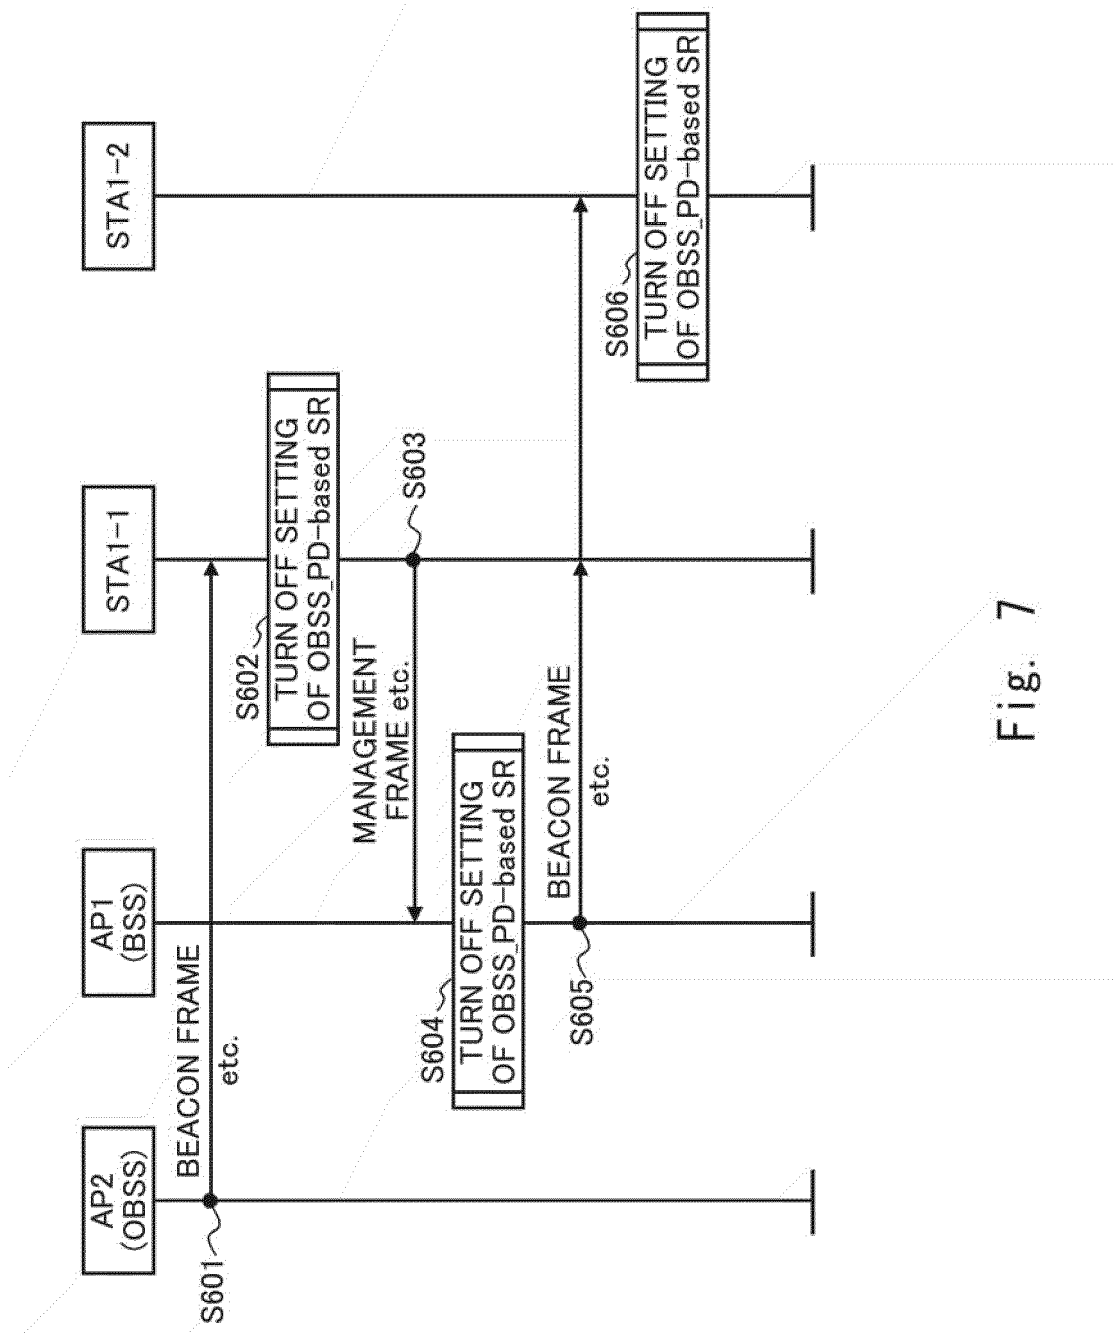 AP2
(OBSS)
AP1
(BSS)
STA1-1
STA1-2
S601
BEACON FRAME
etc.
S602
TURN OFF SETTING
OF OBSS_PD-based SR
MANAGEMENT
FRAME etc.
S603
S604
TURN OFF SETTING
OF OBSS_PD-based SR
S605
BEACON FRAME
etc.
S606
TURN OFF SETTING
OF OBSS_PD-based SR
Fig. 7